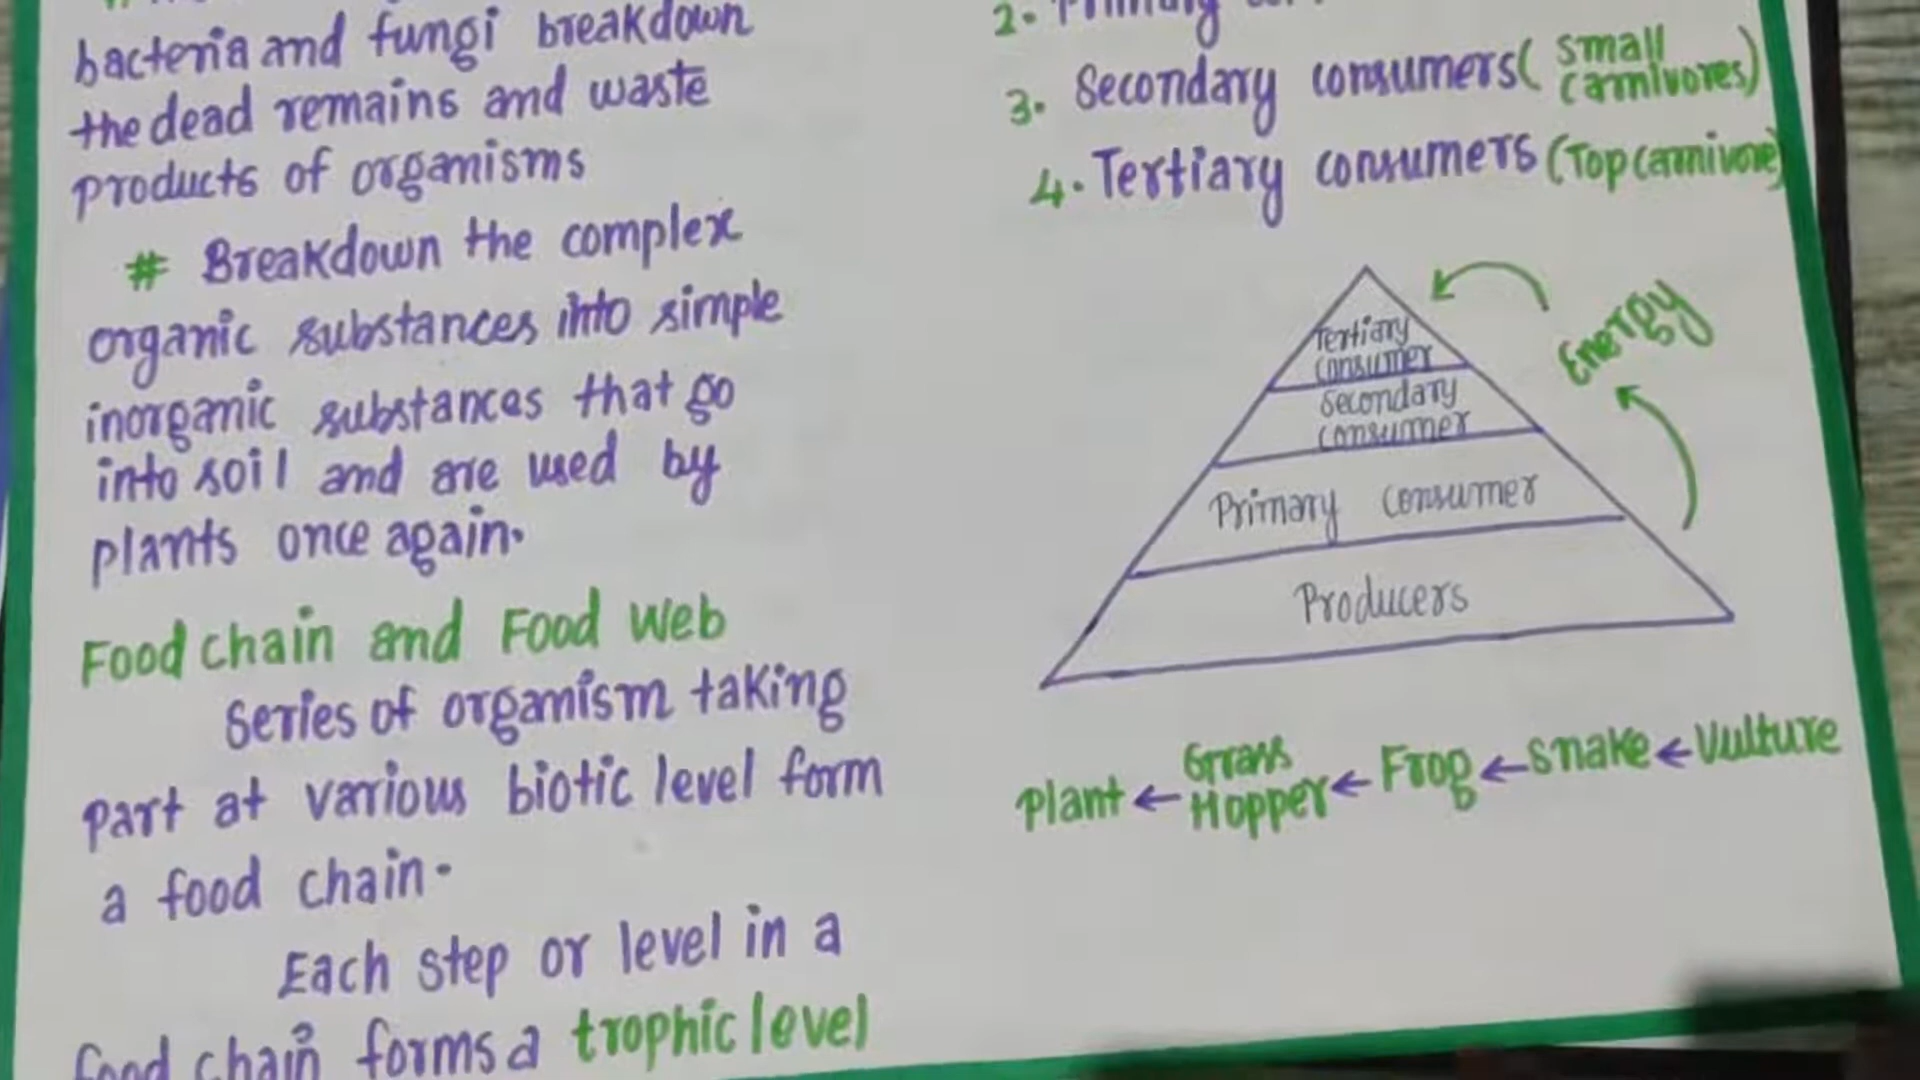 bacteria and fungi breakdown
the dead remains and waste
products of organisms
# Breakdown the complex
organic substances into simple
inorganic substances that go
into soil and are used by
plants once again.
Food chain and Food Web
Series of organism taking
part at various biotic level form
a food chain.
Each step or level in a
food chain forms a trophic level
2. Primary
3. Secondary consumers (small carnivores)
4. Tertiary consumers (Top carnivore)
Tertiary
consumer
Secondary
consumer
Primary consumer
Producers
Energy
Plant ← Grass Hopper ← Frog ← snake ← Vulture